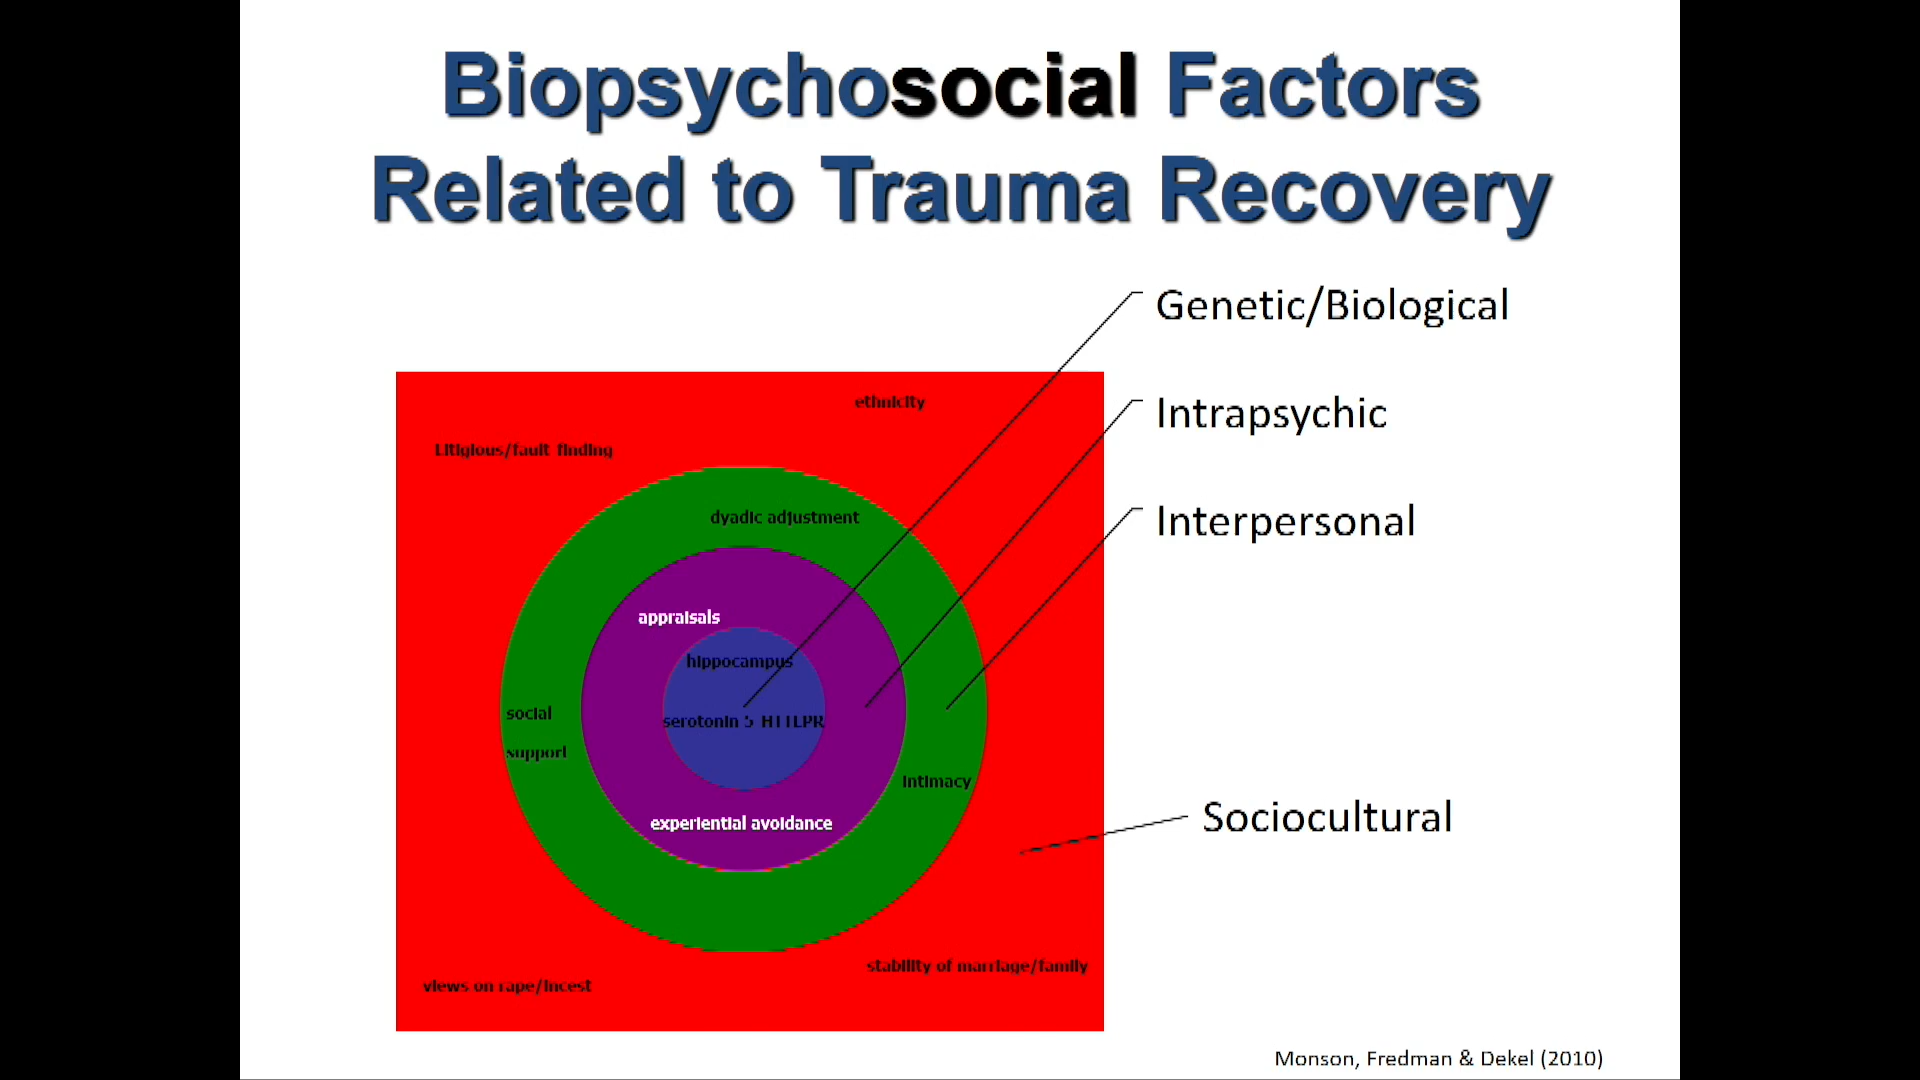 Biopsychosocial Factors
Related to Trauma Recovery
Genetic/Biological
Intrapsychic
Interpersonal
Sociocultural
ethnicity
Litigious/fault finding
dyadic adjustment
appraisals
hippocampus
serotonin 5 HTTLPR
social
support
intimacy
experiential avoidance
stability of marriage/family
views on rape/incest
Monson, Fredman & Dekel (2010)